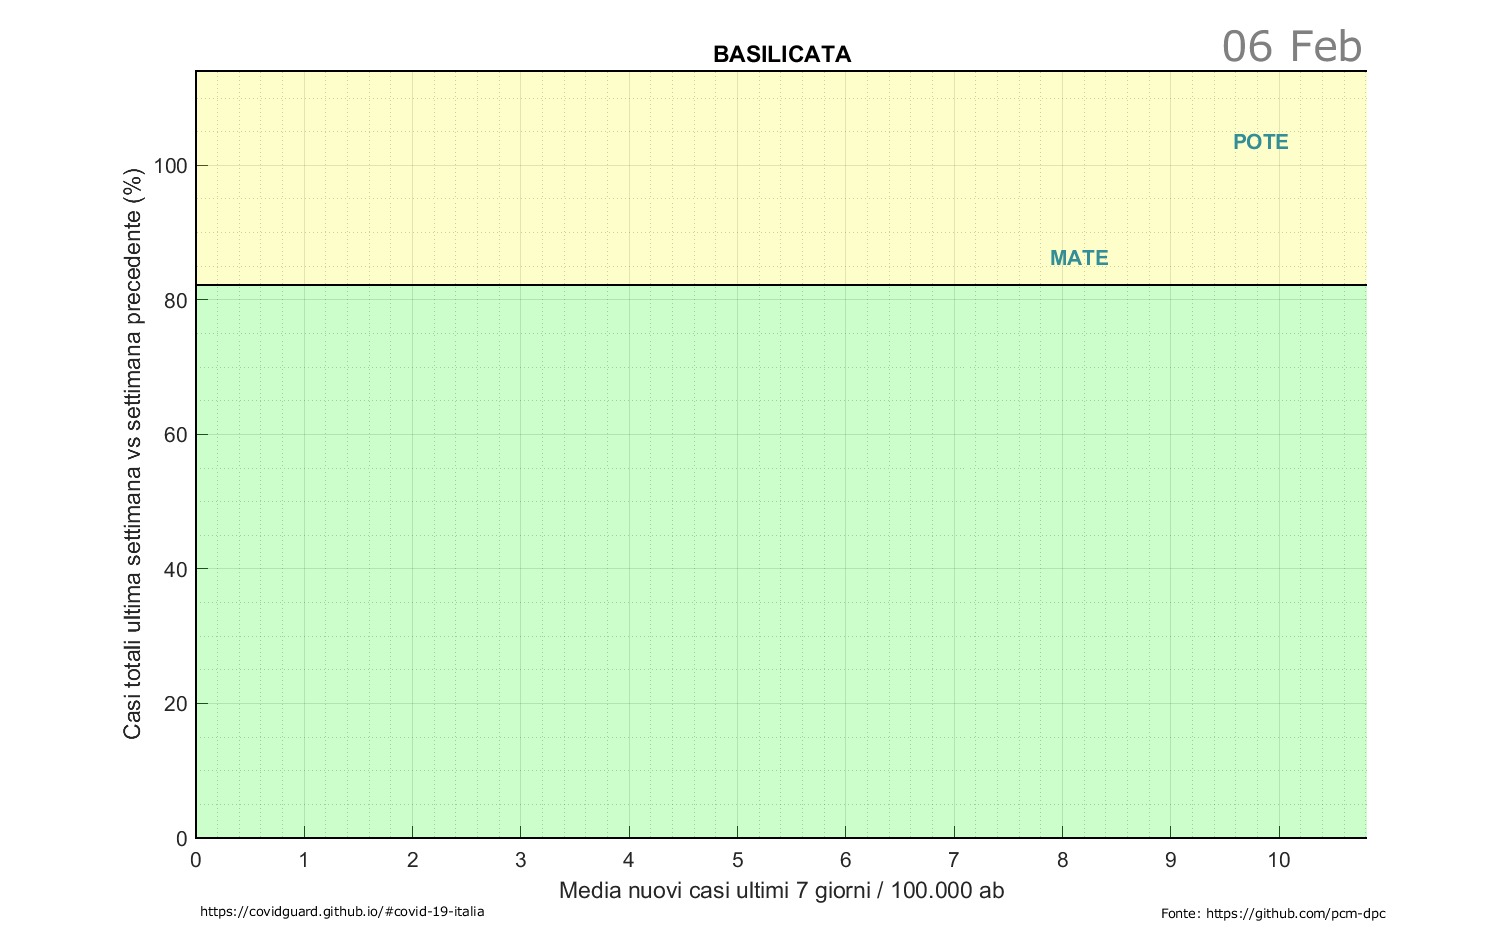 BASILICATA
06 Feb
POTE
MATE
100
80
60
40
20
0
Casi totali ultima settimana vs settimana precedente (%)
0 1 2 3 4 5 6 7 8 9 10
Media nuovi casi ultimi 7 giorni / 100.000 ab
https://covidguard.github.io/#covid-19-italia
Fonte: https://github.com/pcm-dpc